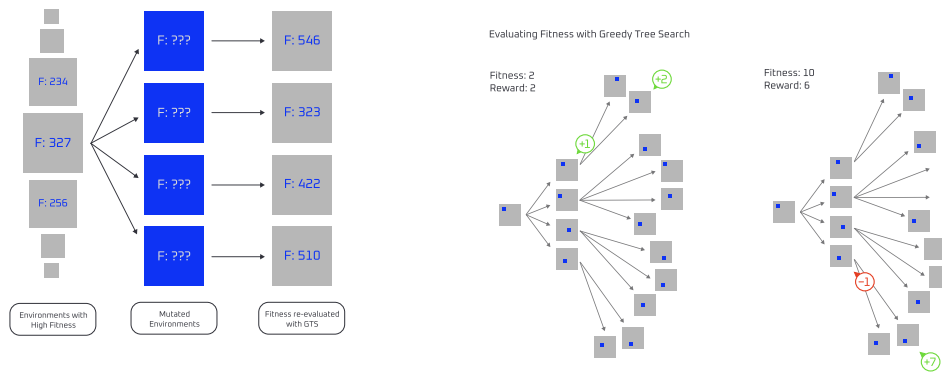 F: 234
F: 327
F: 256
F: ???
F: ???
F: ???
F: ???
F: 546
F: 323
F: 422
F: 510
Environments with
High Fitness
Mutated
Environments
Fitness re-evaluated
with GTS
Evaluating Fitness with Greedy Tree Search
Fitness: 2
Reward: 2
+2
+1
Fitness: 10
Reward: 6
-1
+7